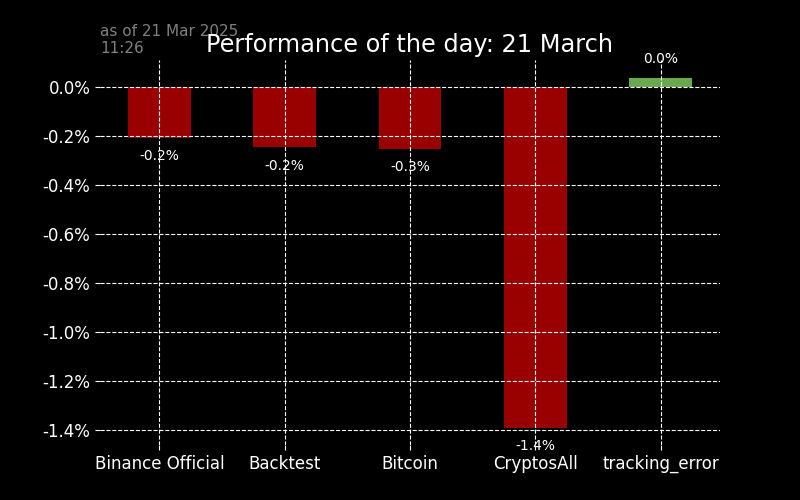 as of 21 Mar 2025
11:26
Performance of the day: 21 March
0.0%
0.0%
-0.2%
-0.2%
-0.2%
-0.3%
-0.4%
-0.6%
-0.8%
-1.0%
-1.2%
-1.4%
-1.4%
Binance Official
Backtest
Bitcoin
CryptosAll
tracking_error